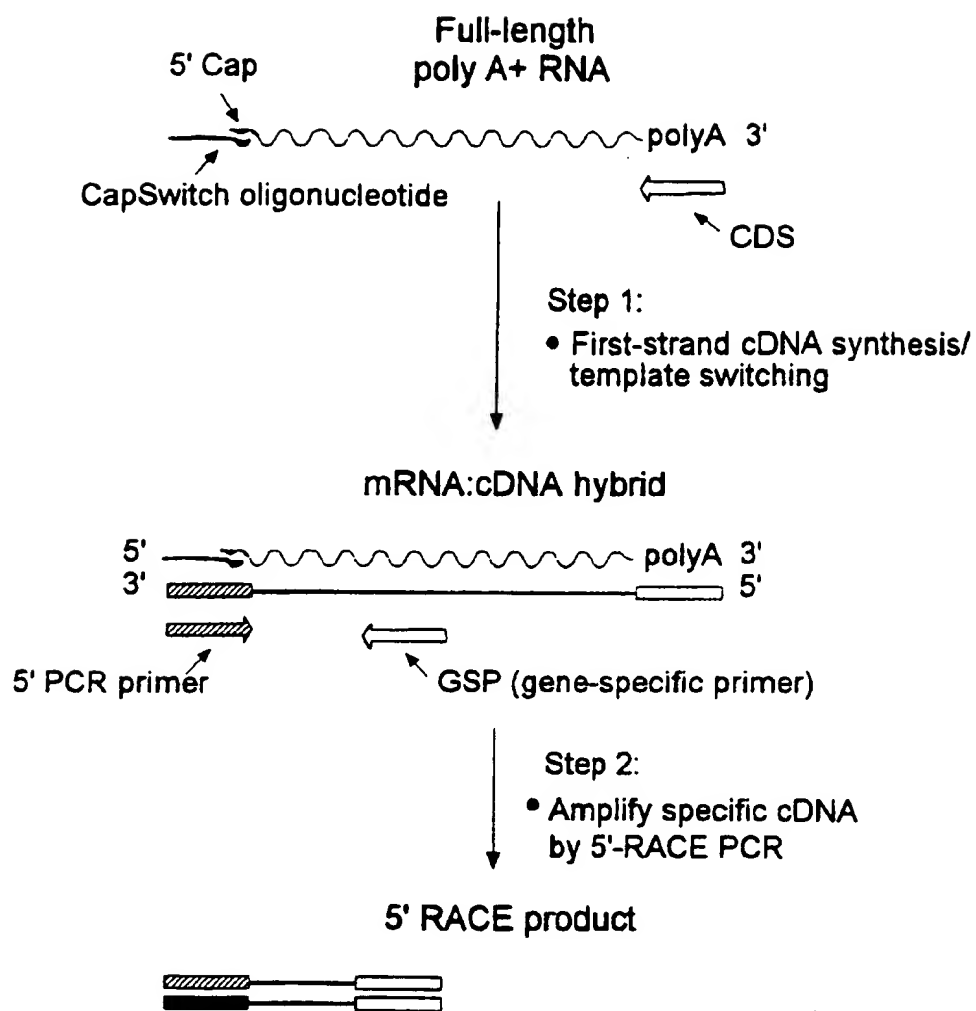 Full-length
poly A+ RNA
5' Cap
polyA 3'
CapSwitch oligonucleotide
CDS
Step 1:
• First-strand cDNA synthesis/
template switching
mRNA:cDNA hybrid
5' polyA 3'
3' 5'
5' PCR primer
GSP (gene-specific primer)
Step 2:
• Amplify specific cDNA
by 5'-RACE PCR
5' RACE product